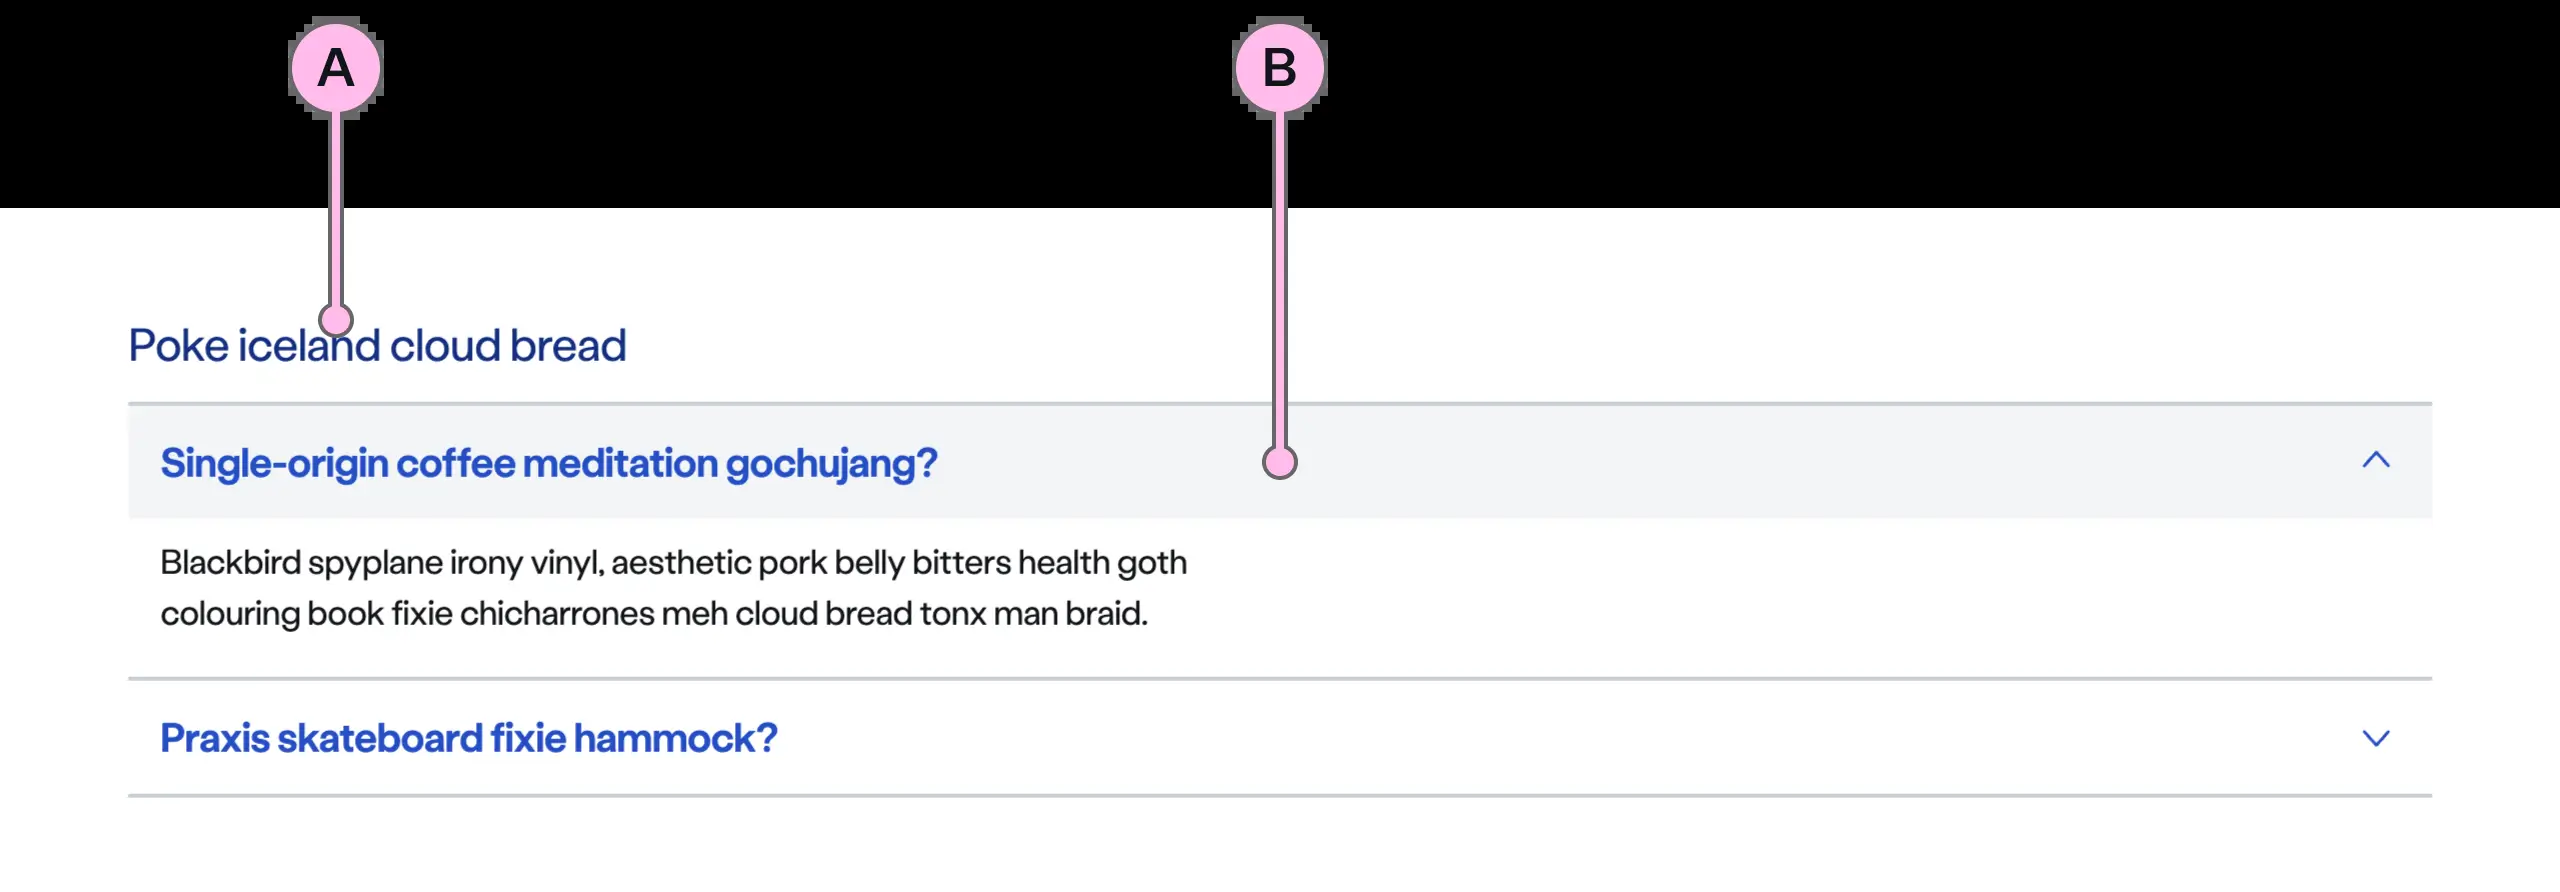 A
B
Poke iceland cloud bread
Single-origin coffee meditation gochujang?
Blackbird spyplane irony vinyl, aesthetic pork belly bitters health goth
colouring book fixie chicharrones meh cloud bread tonx man braid.
Praxis skateboard fixie hammock?